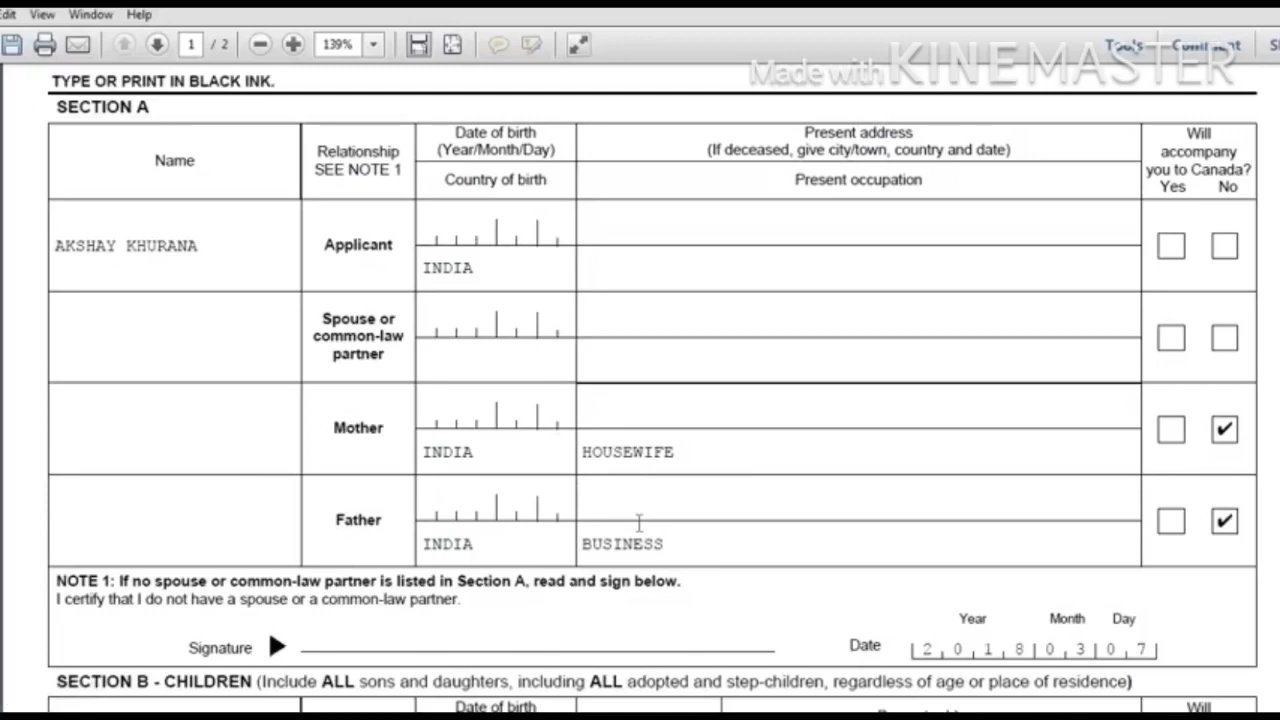 Edit View Window Help
1 / 2 139% Tools Comment
Made with KINEMASTER
TYPE OR PRINT IN BLACK INK.
SECTION A
Name
Relationship
SEE NOTE 1
Date of birth
(Year/Month/Day)
Country of birth
Present address
(If deceased, give city/town, country and date)
Present occupation
Will
accompany
you to Canada?
Yes No
AKSHAY KHURANA
Applicant
INDIA
Spouse or
common-law
partner
Mother
INDIA
HOUSEWIFE
Father
INDIA
BUSINESS
NOTE 1: If no spouse or common-law partner is listed in Section A, read and sign below.
I certify that I do not have a spouse or a common-law partner.
Year Month Day
Signature
Date 2 0 1 8 0 3 0 7
SECTION B - CHILDREN (Include ALL sons and daughters, including ALL adopted and step-children, regardless of age or place of residence)
Date of birth
Will